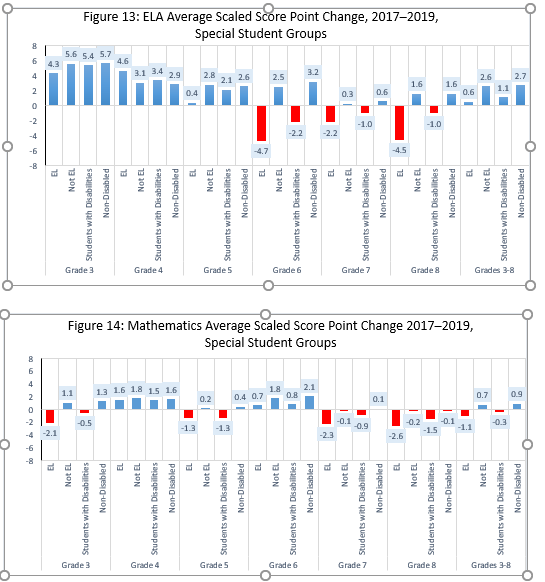 Figure 13: ELA Average Scaled Score Point Change, 2017–2019,
Special Student Groups
8
6
4
2
0
-2
-4
-6
-8
4.3
5.6
5.4
5.7
4.6
3.1
3.4
2.9
0.4
2.8
2.1
2.6
-4.7
2.5
-2.2
3.2
-2.2
0.3
-1.0
0.6
-4.5
1.6
-1.0
1.6
0.6
2.6
1.1
2.7
EL
Not EL
Students with Disabilities
Non-Disabled
EL
Not EL
Students with Disabilities
Non-Disabled
EL
Not EL
Students with Disabilities
Non-Disabled
EL
Not EL
Students with Disabilities
Non-Disabled
EL
Not EL
Students with Disabilities
Non-Disabled
EL
Not EL
Students with Disabilities
Non-Disabled
EL
Not EL
Students with Disabilities
Non-Disabled
Grade 3
Grade 4
Grade 5
Grade 6
Grade 7
Grade 8
Grades 3-8
Figure 14: Mathematics Average Scaled Score Point Change 2017–2019,
Special Student Groups
8
6
4
2
0
-2
-4
-6
-8
-2.1
1.1
-0.5
1.3
1.6
1.8
1.5
1.6
-1.3
0.2
-1.3
0.4
0.7
1.8
0.8
2.1
-2.3
-0.1
-0.9
0.1
-2.6
-0.2
-1.5
-0.1
-1.1
0.7
-0.3
0.9
EL
Not EL
Students with Disabilities
Non-Disabled
EL
Not EL
Students with Disabilities
Non-Disabled
EL
Not EL
Students with Disabilities
Non-Disabled
EL
Not EL
Students with Disabilities
Non-Disabled
EL
Not EL
Students with Disabilities
Non-Disabled
EL
Not EL
Students with Disabilities
Non-Disabled
EL
Not EL
Students with Disabilities
Non-Disabled
Grade 3
Grade 4
Grade 5
Grade 6
Grade 7
Grade 8
Grades 3-8